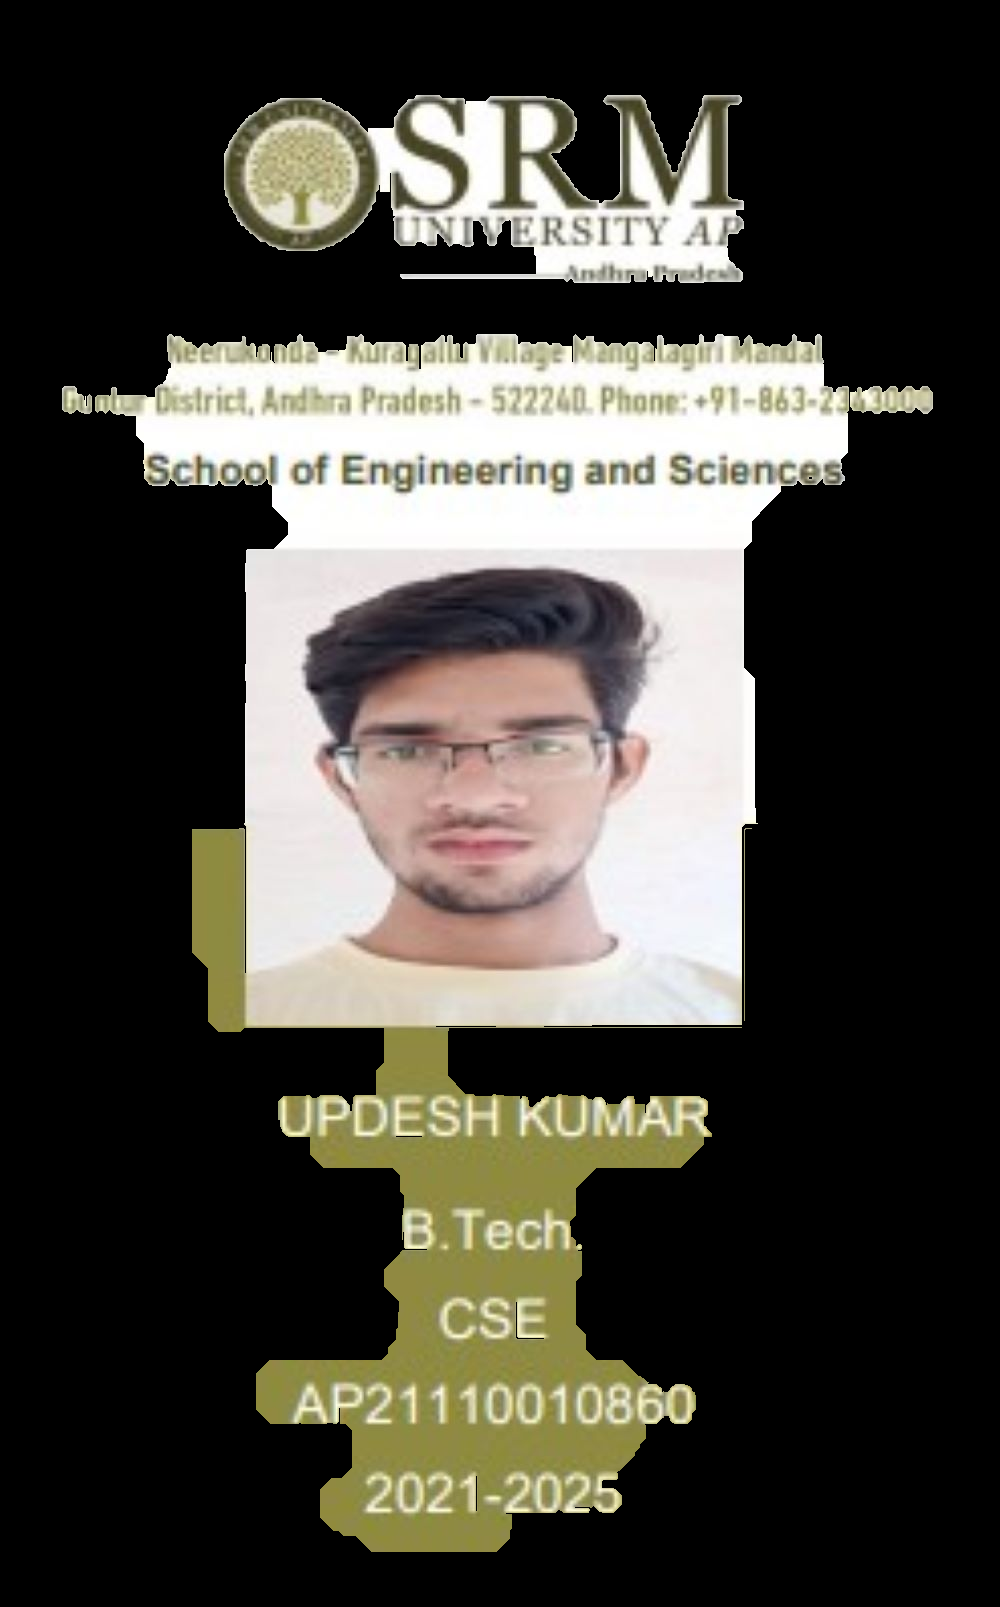 SRM
UNIVERSITY AP
Andhra Pradesh
Neerukonda - Kuragallu Village Mangalagiri Mandal
Guntur District, Andhra Pradesh - 522240. Phone: +91-863-2343000
School of Engineering and Sciences
UPDESH KUMAR
B.Tech.
CSE
AP21110010860
2021-2025